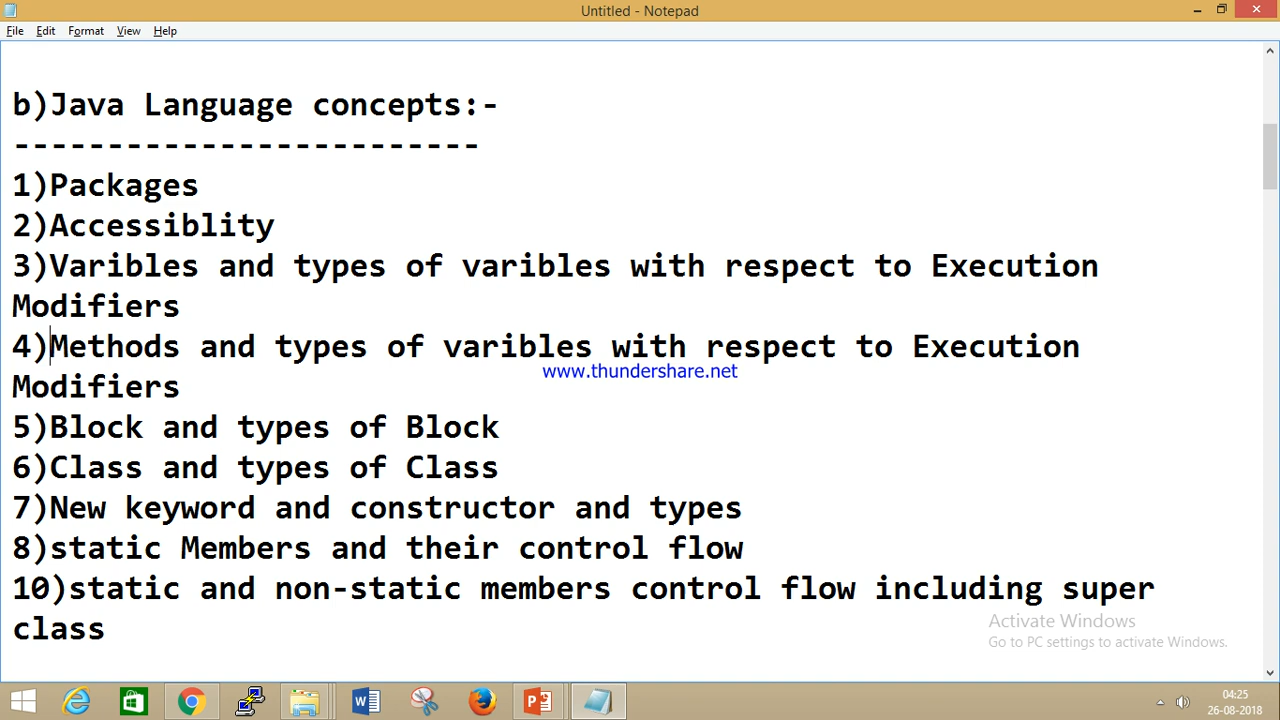 Untitled - Notepad
File Edit Format View Help
b)Java Language concepts:-
-------------------------
1)Packages
2)Accessiblity
3)Varibles and types of varibles with respect to Execution
Modifiers
4)Methods and types of varibles with respect to Execution
www.thundershare.net
Modifiers
5)Block and types of Block
6)Class and types of Class
7)New keyword and constructor and types
8)static Members and their control flow
10)static and non-static members control flow including super
class
Activate Windows
Go to PC settings to activate Windows.
04:25
26-08-2018